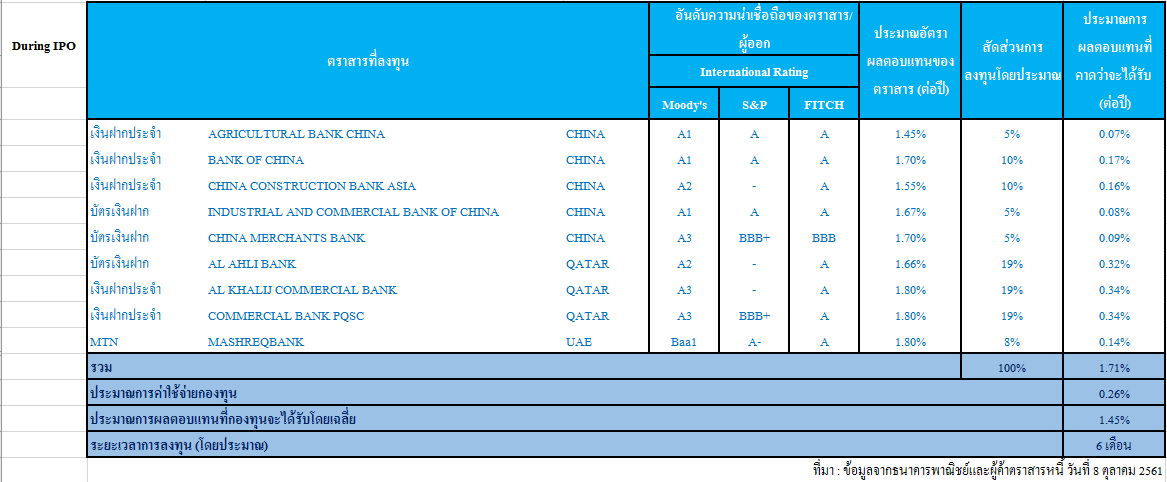 During IPO
ตราสารที่ลงทุน
อันดับความน่าเชื่อถือของตราสาร/
ผู้ออก
International Rating
Moody's S&P FITCH
ประมาณอัตรา
ผลตอบแทนของ
ตราสาร (ต่อปี)
สัดส่วนการ
ลงทุนโดยประมาณ
ประมาณการ
ผลตอบแทนที่
คาดว่าจะได้รับ
(ต่อปี)
เงินฝากประจำ AGRICULTURAL BANK CHINA CHINA A1 A A 1.45% 5% 0.07%
เงินฝากประจำ BANK OF CHINA CHINA A1 A A 1.70% 10% 0.17%
เงินฝากประจำ CHINA CONSTRUCTION BANK ASIA CHINA A2 - A 1.55% 10% 0.16%
บัตรเงินฝาก INDUSTRIAL AND COMMERCIAL BANK OF CHINA CHINA A1 A A 1.67% 5% 0.08%
บัตรเงินฝาก CHINA MERCHANTS BANK CHINA A3 BBB+ BBB 1.70% 5% 0.09%
บัตรเงินฝาก AL AHLI BANK QATAR A2 - A 1.66% 19% 0.32%
เงินฝากประจำ AL KHALIJ COMMERCIAL BANK QATAR A3 - A 1.80% 19% 0.34%
เงินฝากประจำ COMMERCIAL BANK PQSC QATAR A3 BBB+ A 1.80% 19% 0.34%
MTN MASHREQBANK UAE Baa1 A- A 1.80% 8% 0.14%
รวม 100% 1.71%
ประมาณการค่าใช้จ่ายกองทุน 0.26%
ประมาณการผลตอบแทนที่กองทุนจะได้รับโดยเฉลี่ย 1.45%
ระยะเวลาการลงทุน (โดยประมาณ) 6 เดือน
ที่มา : ข้อมูลจากธนาคารพาณิชย์และผู้ค้าตราสารหนี้ วันที่ 8 ตุลาคม 2561